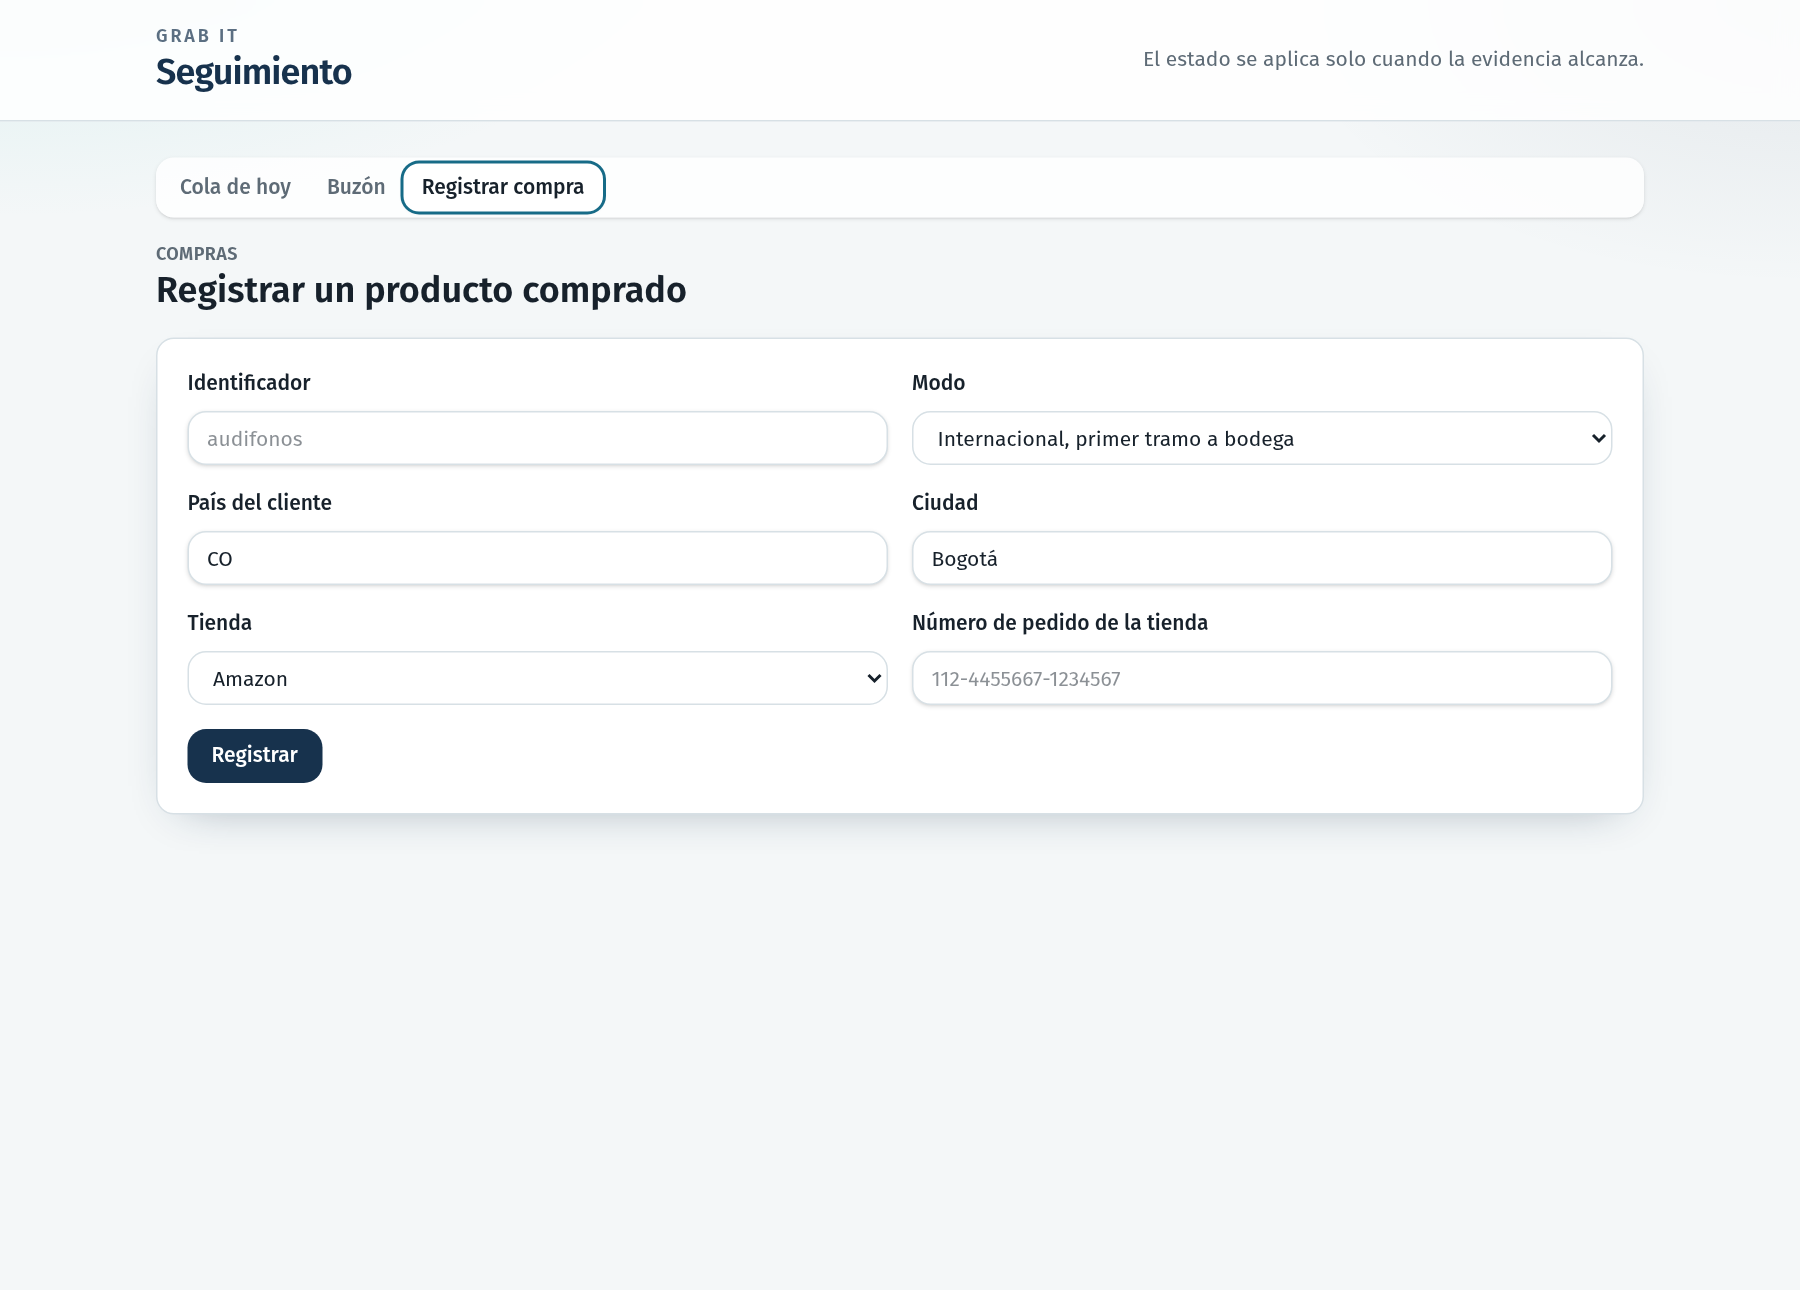 GRAB IT
Seguimiento
El estado se aplica solo cuando la evidencia alcanza.
Cola de hoy
Buzón
Registrar compra
COMPRAS
Registrar un producto comprado
Identificador
audifonos
Modo
Internacional, primer tramo a bodega
País del cliente
CO
Ciudad
Bogotá
Tienda
Amazon
Número de pedido de la tienda
112-4455667-1234567
Registrar